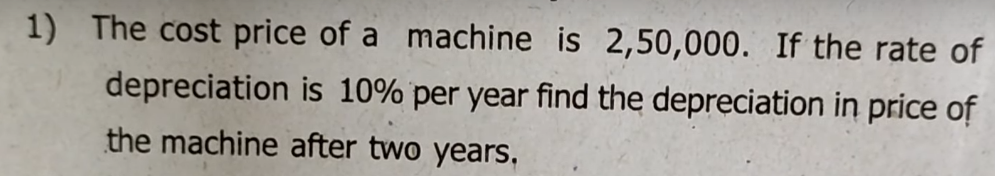 1) The cost price of a machine is 2,50,000. If the rate of
depreciation is 10% per year find the depreciation in price of
the machine after two years.